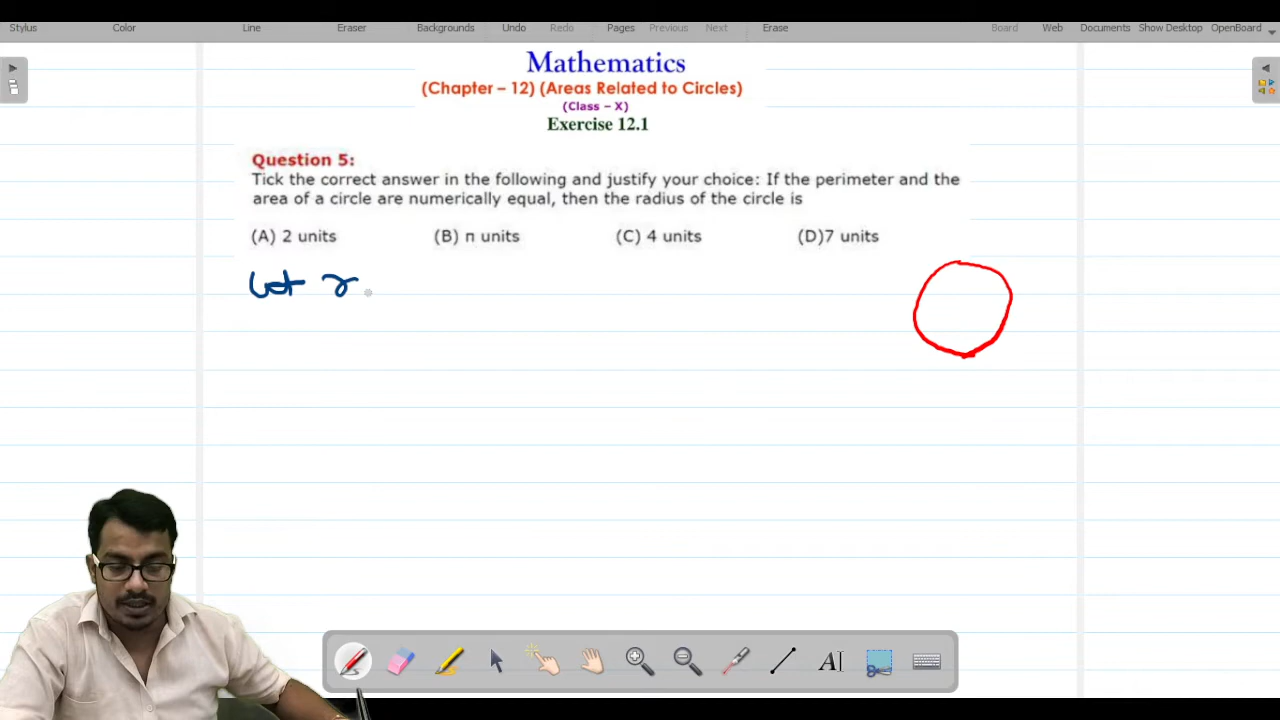 Stylus Color Line Eraser Backgrounds Undo Redo Pages Previous Next Erase Board Web Documents Show Desktop OpenBoard
Mathematics
(Chapter – 12) (Areas Related to Circles)
(Class – X)
Exercise 12.1
Question 5:
Tick the correct answer in the following and justify your choice: If the perimeter and the
area of a circle are numerically equal, then the radius of the circle is
(A) 2 units (B) π units (C) 4 units (D)7 units
Let r